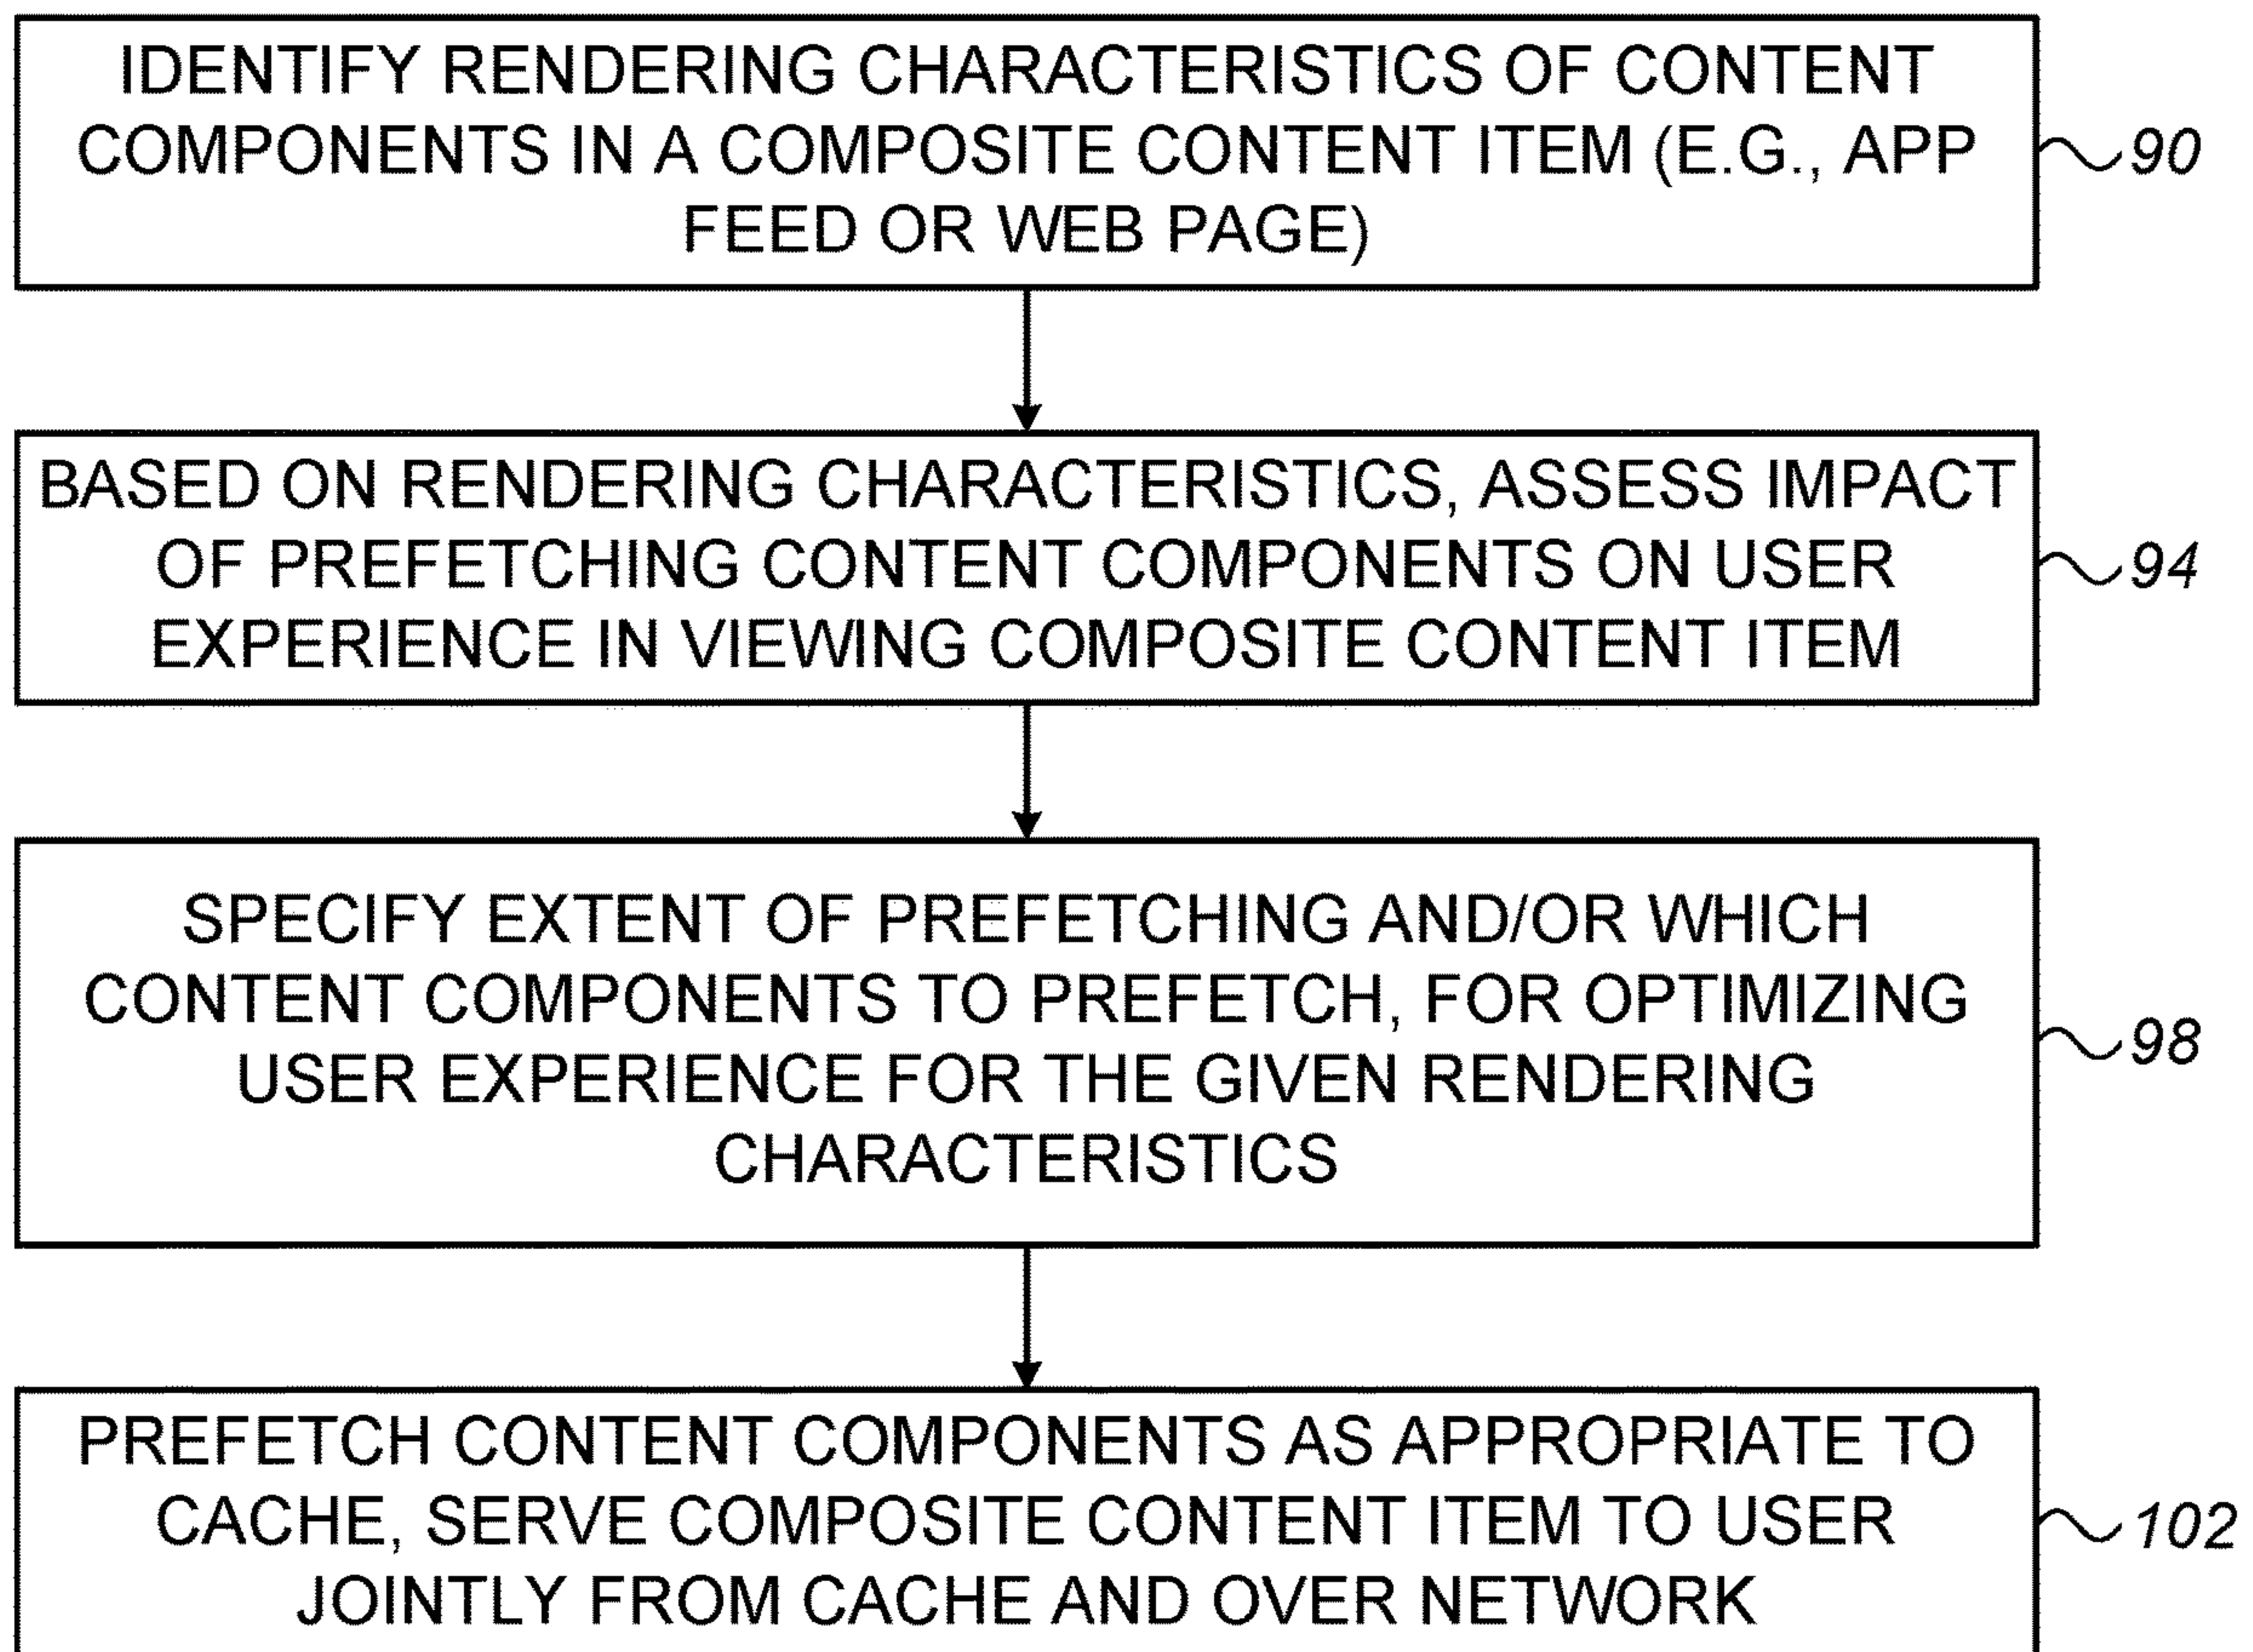 IDENTIFY RENDERING CHARACTERISTICS OF CONTENT
COMPONENTS IN A COMPOSITE CONTENT ITEM (E.G., APP
FEED OR WEB PAGE)
90
BASED ON RENDERING CHARACTERISTICS, ASSESS IMPACT
OF PREFETCHING CONTENT COMPONENTS ON USER
EXPERIENCE IN VIEWING COMPOSITE CONTENT ITEM
94
SPECIFY EXTENT OF PREFETCHING AND/OR WHICH
CONTENT COMPONENTS TO PREFETCH, FOR OPTIMIZING
USER EXPERIENCE FOR THE GIVEN RENDERING
CHARACTERISTICS
98
PREFETCH CONTENT COMPONENTS AS APPROPRIATE TO
CACHE, SERVE COMPOSITE CONTENT ITEM TO USER
JOINTLY FROM CACHE AND OVER NETWORK
102